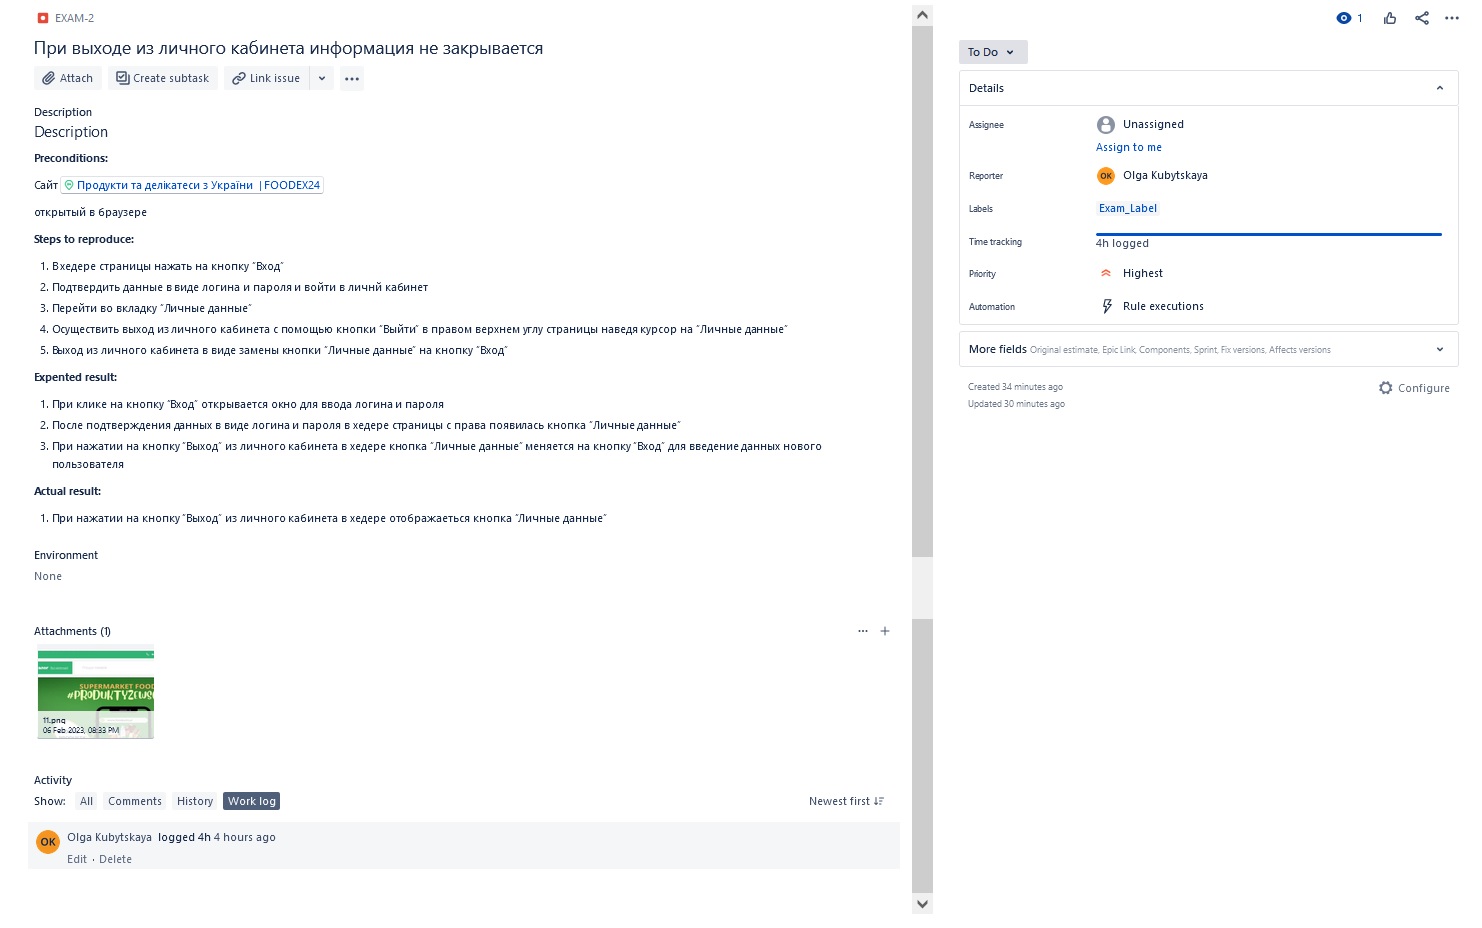 EXAM-2
1
При выходе из личного кабинета информация не закрывается
Attach
Create subtask
Link issue
Description
Description
Preconditions:
Сайт Продукти та делікатеси з України | FOODEX24
открытый в браузере
Steps to reproduce:
1. В хедере страницы нажать на кнопку "Вход"
2. Подтвердить данные в виде логина и пароля и войти в личнй кабинет
3. Перейти во вкладку "Личные данные"
4. Осуществить выход из личного кабинета с помощью кнопки "Выйти" в правом верхнем углу страницы наведя курсор на "Личные данные"
5. Выход из личного кабинета в виде замены кнопки "Личные данные" на кнопку "Вход"
Expented result:
1. При клике на кнопку "Вход" открывается окно для ввода логина и пароля
2. После подтверждения данных в виде логина и пароля в хедере страницы с права появилась кнопка "Личные данные"
3. При нажатии на кнопку "Выход" из личного кабинета в хедере кнопка "Личные данные" меняется на кнопку "Вход" для введение данных нового
пользователя
Actual result:
1. При нажатии на кнопку "Выход" из личного кабинета в хедере отображаеться кнопка "Личные данные"
Environment
None
Attachments (1)
SUPERMARKET FOOD
#PRODUKTYZCWS
11.png
06 Feb 2023, 08:33 PM
Activity
Show: All Comments History Work log
Newest first
OK
Olga Kubytskaya logged 4h 4 hours ago
Edit · Delete
To Do
Details
Assignee
Unassigned
Assign to me
Reporter
OK
Olga Kubytskaya
Labels
Exam_Label
Time tracking
4h logged
Priority
Highest
Automation
Rule executions
More fields Original estimate, Epic Link, Components, Sprint, Fix versions, Affects versions
Created 34 minutes ago
Updated 30 minutes ago
Configure